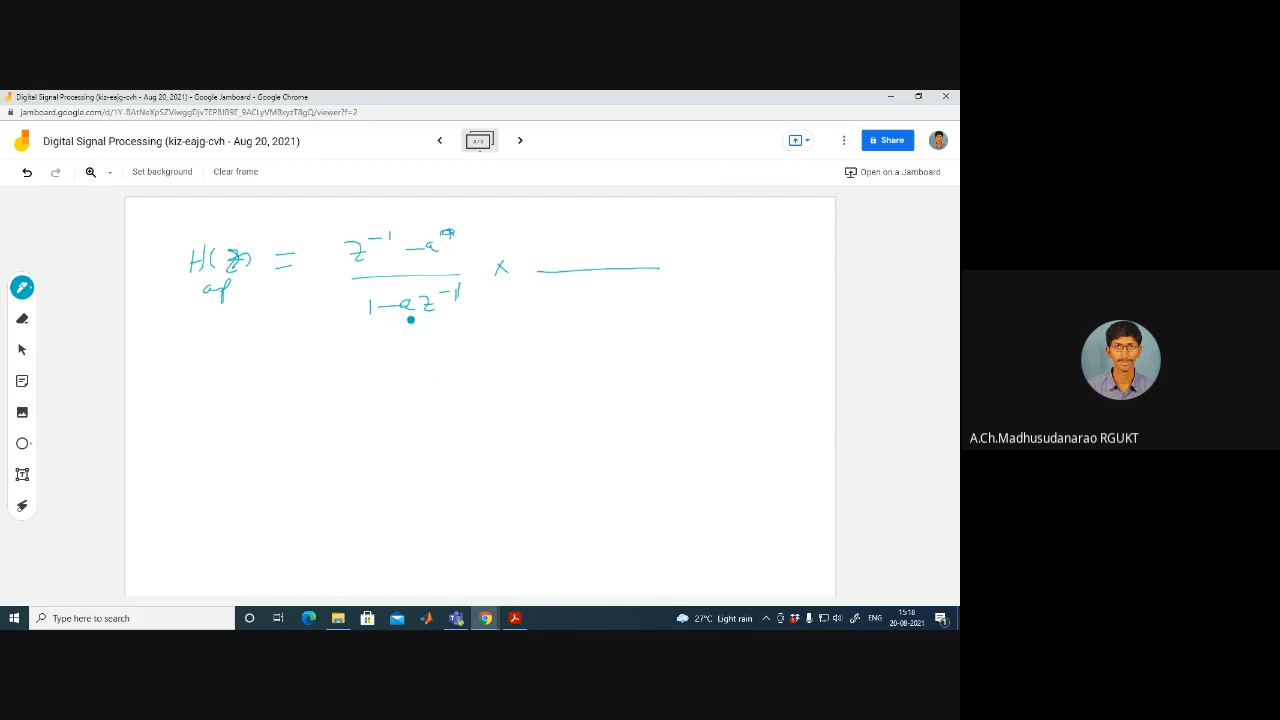 Digital Signal Processing (kiz-eajg-cvh - Aug 20, 2021) - Google Jamboard - Google Chrome
Digital Signal Processing (kiz-eajg-cvh - Aug 20, 2021)
3/3
Share
Set background
Clear frame
Open on a Jamboard
z⁻¹ - a*
H(z) = ×
ap
1 - az⁻¹
A.Ch.Madhusudanarao RGUKT
Type here to search
27°C Light rain
ENG
15:18
20-08-2021